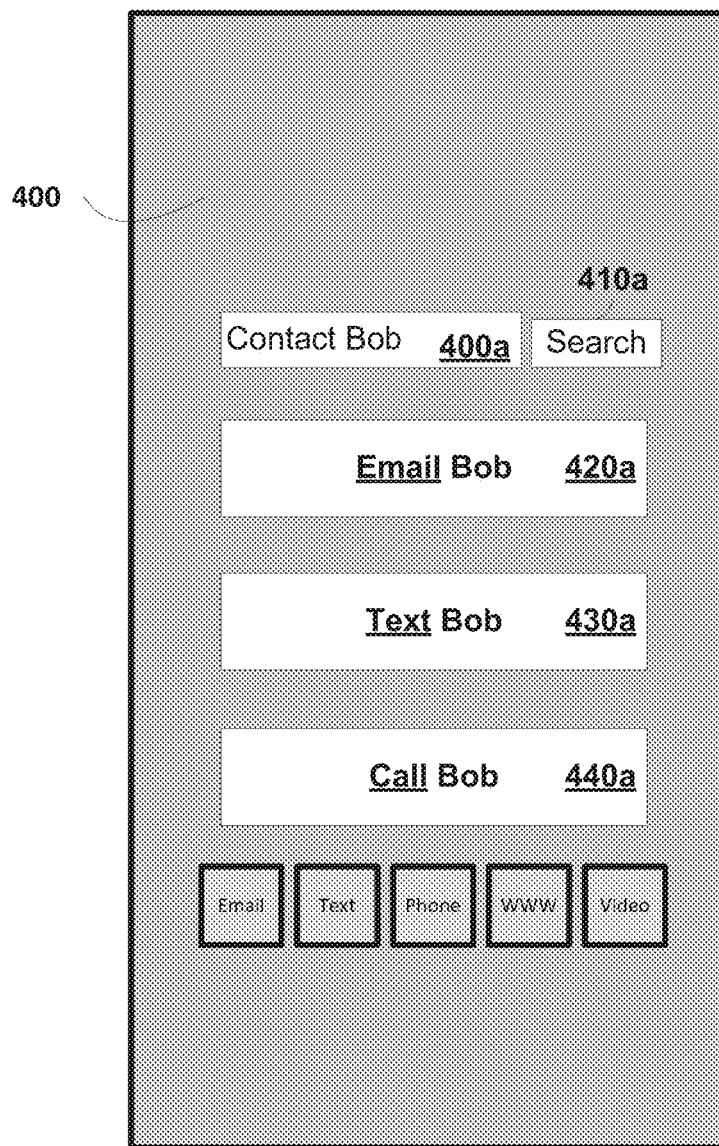 400
410a
Contact Bob 400a Search
Email Bob 420a
Text Bob 430a
Call Bob 440a
Email Text Phone WWW Video